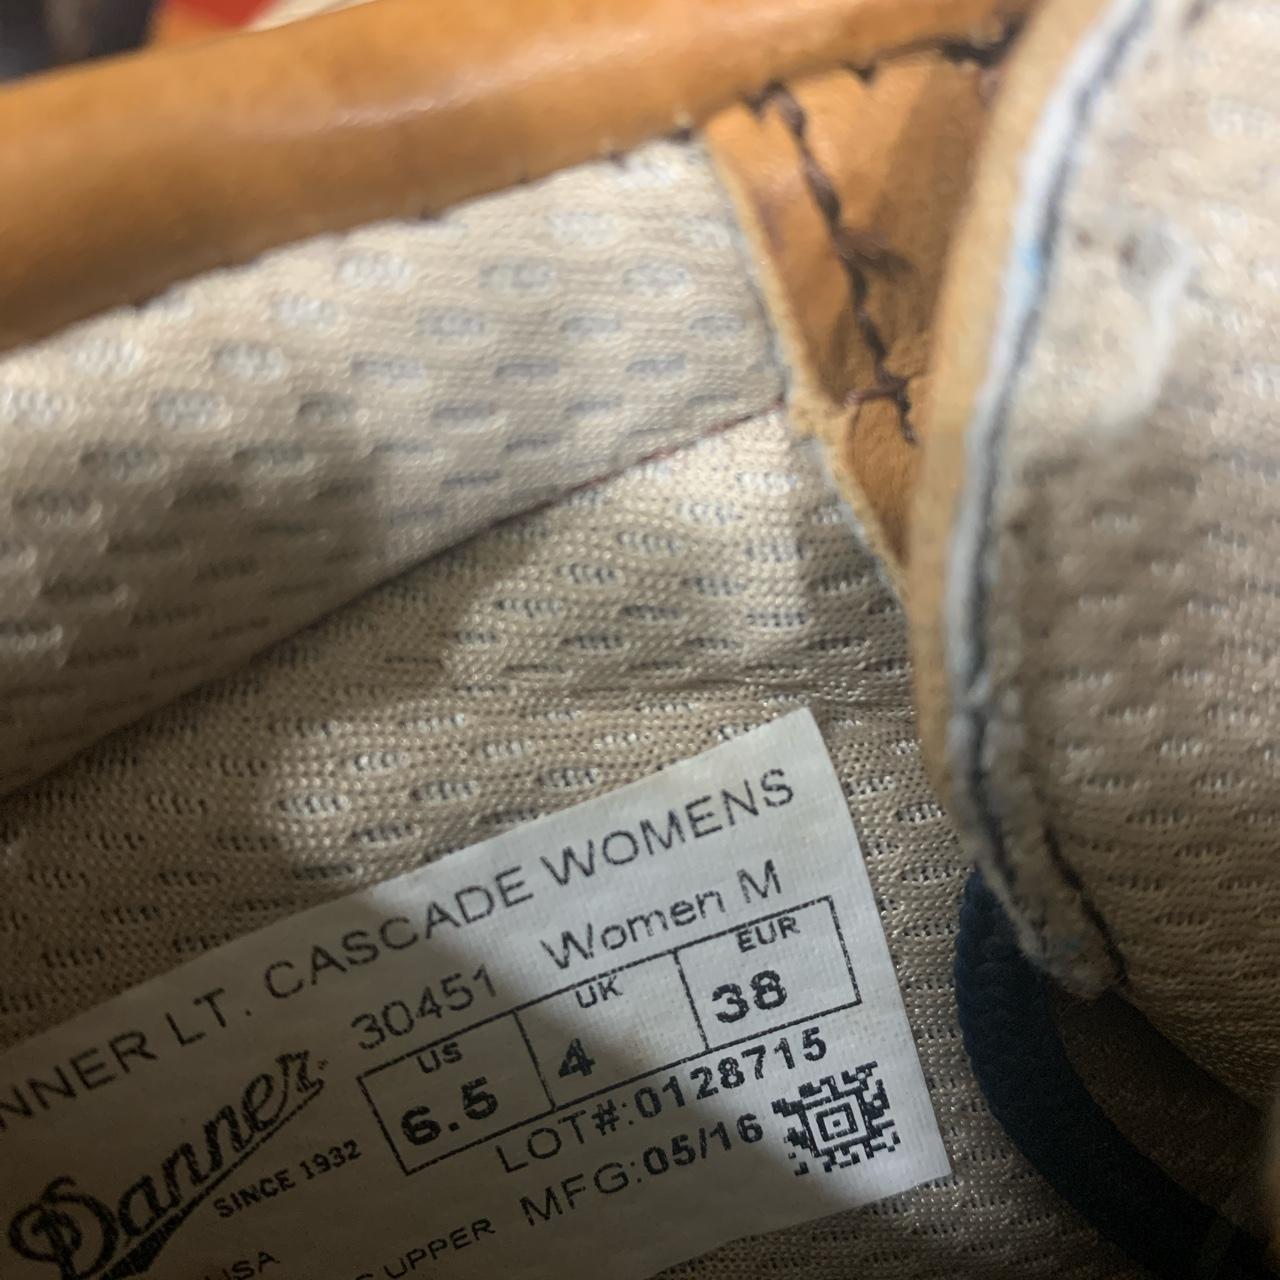 NNER LT. CASCADE WOMENS
30451 Women M
US UK EUR
6.5 4 38
LOT#:0128715
MFG:05/16
Danner
SINCE 1932
USA
UPPER